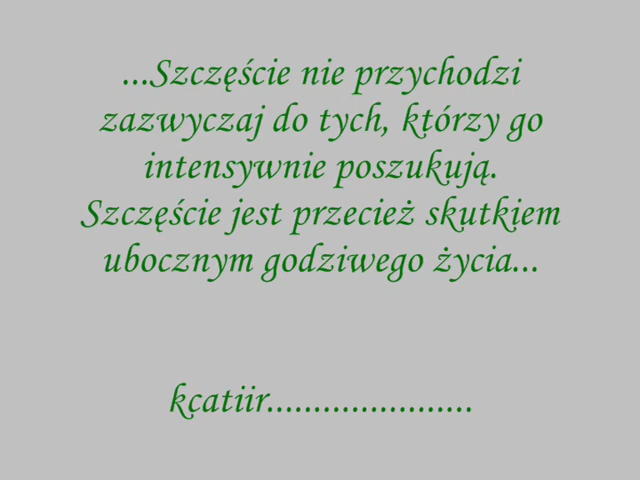 ...Szczęście nie przychodzi
zazwyczaj do tych, którzy go
intensywnie poszukują.
Szczęście jest przecież skutkiem
ubocznym godziwego życia...
kcatiir......................